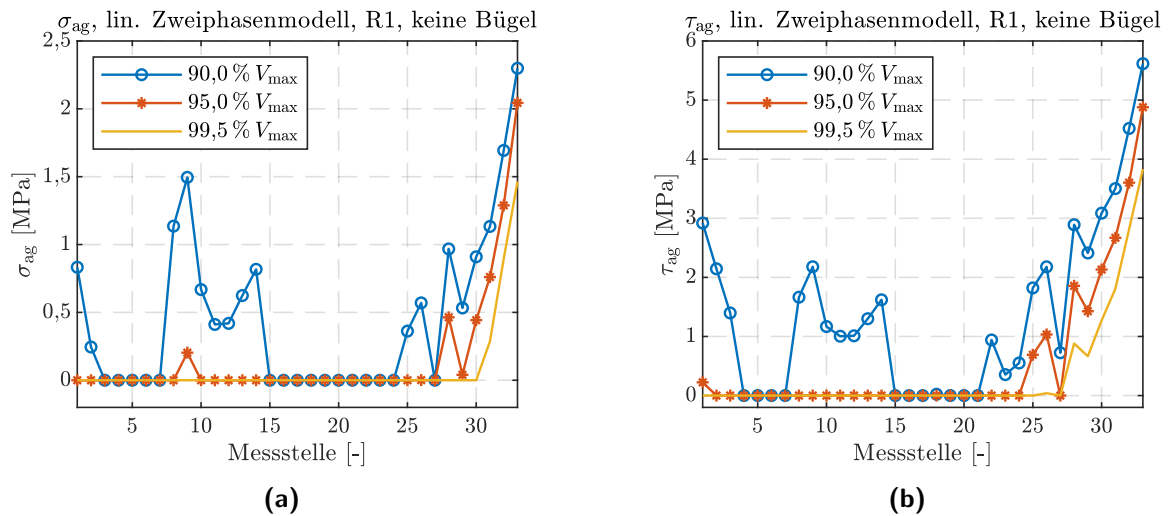 σag, lin. Zweiphasenmodell, R1, keine Bügel
2,5
2
1,5
1
0,5
0
σag [MPa]
90,0 % Vmax
95,0 % Vmax
99,5 % Vmax
5 10 15 20 25 30
Messstelle [-]
(a)
τag, lin. Zweiphasenmodell, R1, keine Bügel
6
5
4
3
2
1
0
τag [MPa]
90,0 % Vmax
95,0 % Vmax
99,5 % Vmax
5 10 15 20 25 30
Messstelle [-]
(b)